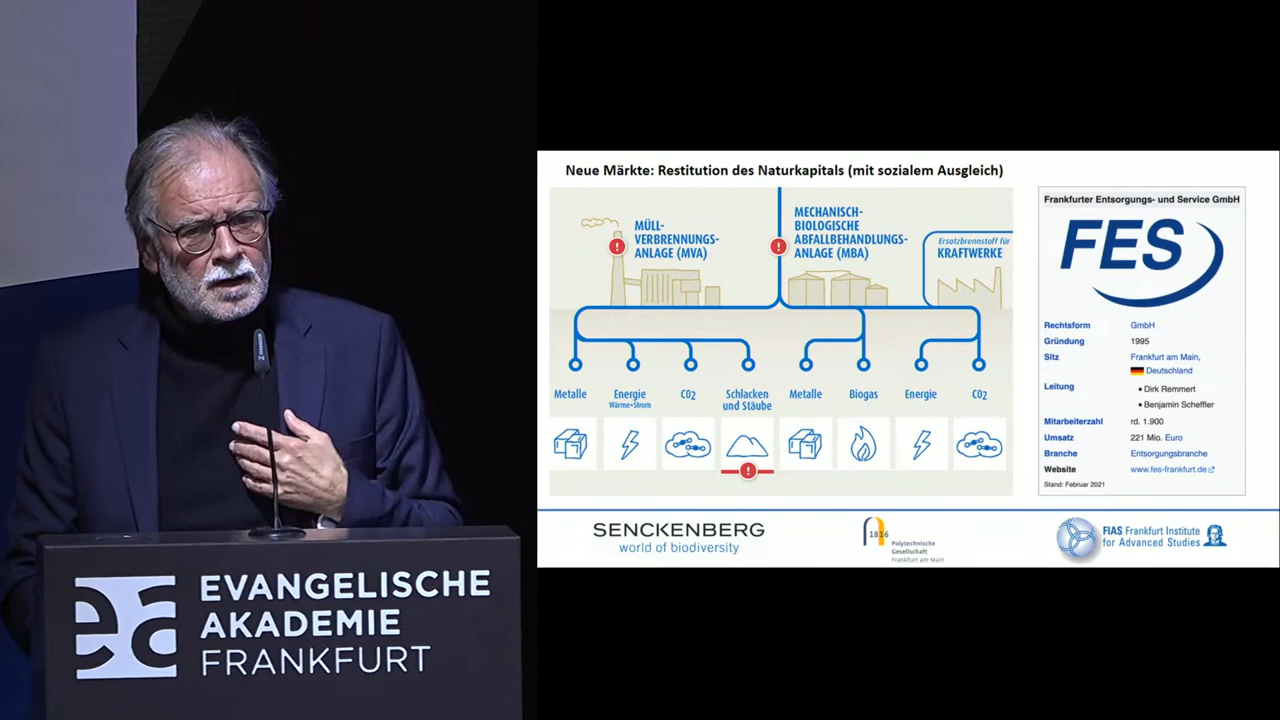 ea
EVANGELISCHE
AKADEMIE
FRANKFURT
Neue Märkte: Restitution des Naturkapitals (mit sozialem Ausgleich)
MÜLL-
VERBRENNUNGS-
ANLAGE (MVA)
MECHANISCH-
BIOLOGISCHE
ABFALLBEHANDLUNGS-
ANLAGE (MBA)
Ersatzbrennstoff für
KRAFTWERKE
!
!
Metalle
Energie
Wärme+Strom
CO2
Schlacken
und Stäube
Metalle
Biogas
Energie
CO2
!
Frankfurter Entsorgungs- und Service GmbH
FES
Rechtsform GmbH
Gründung 1995
Sitz Frankfurt am Main,
Deutschland
Leitung • Dirk Remmert
• Benjamin Scheffler
Mitarbeiterzahl rd. 1.900
Umsatz 221 Mio. Euro
Branche Entsorgungsbranche
Website www.fes-frankfurt.de
Stand: Februar 2021
SENCKENBERG
world of biodiversity
1816
Polytechnische
Gesellschaft
Frankfurt am Main
FIAS Frankfurt Institute
for Advanced Studies